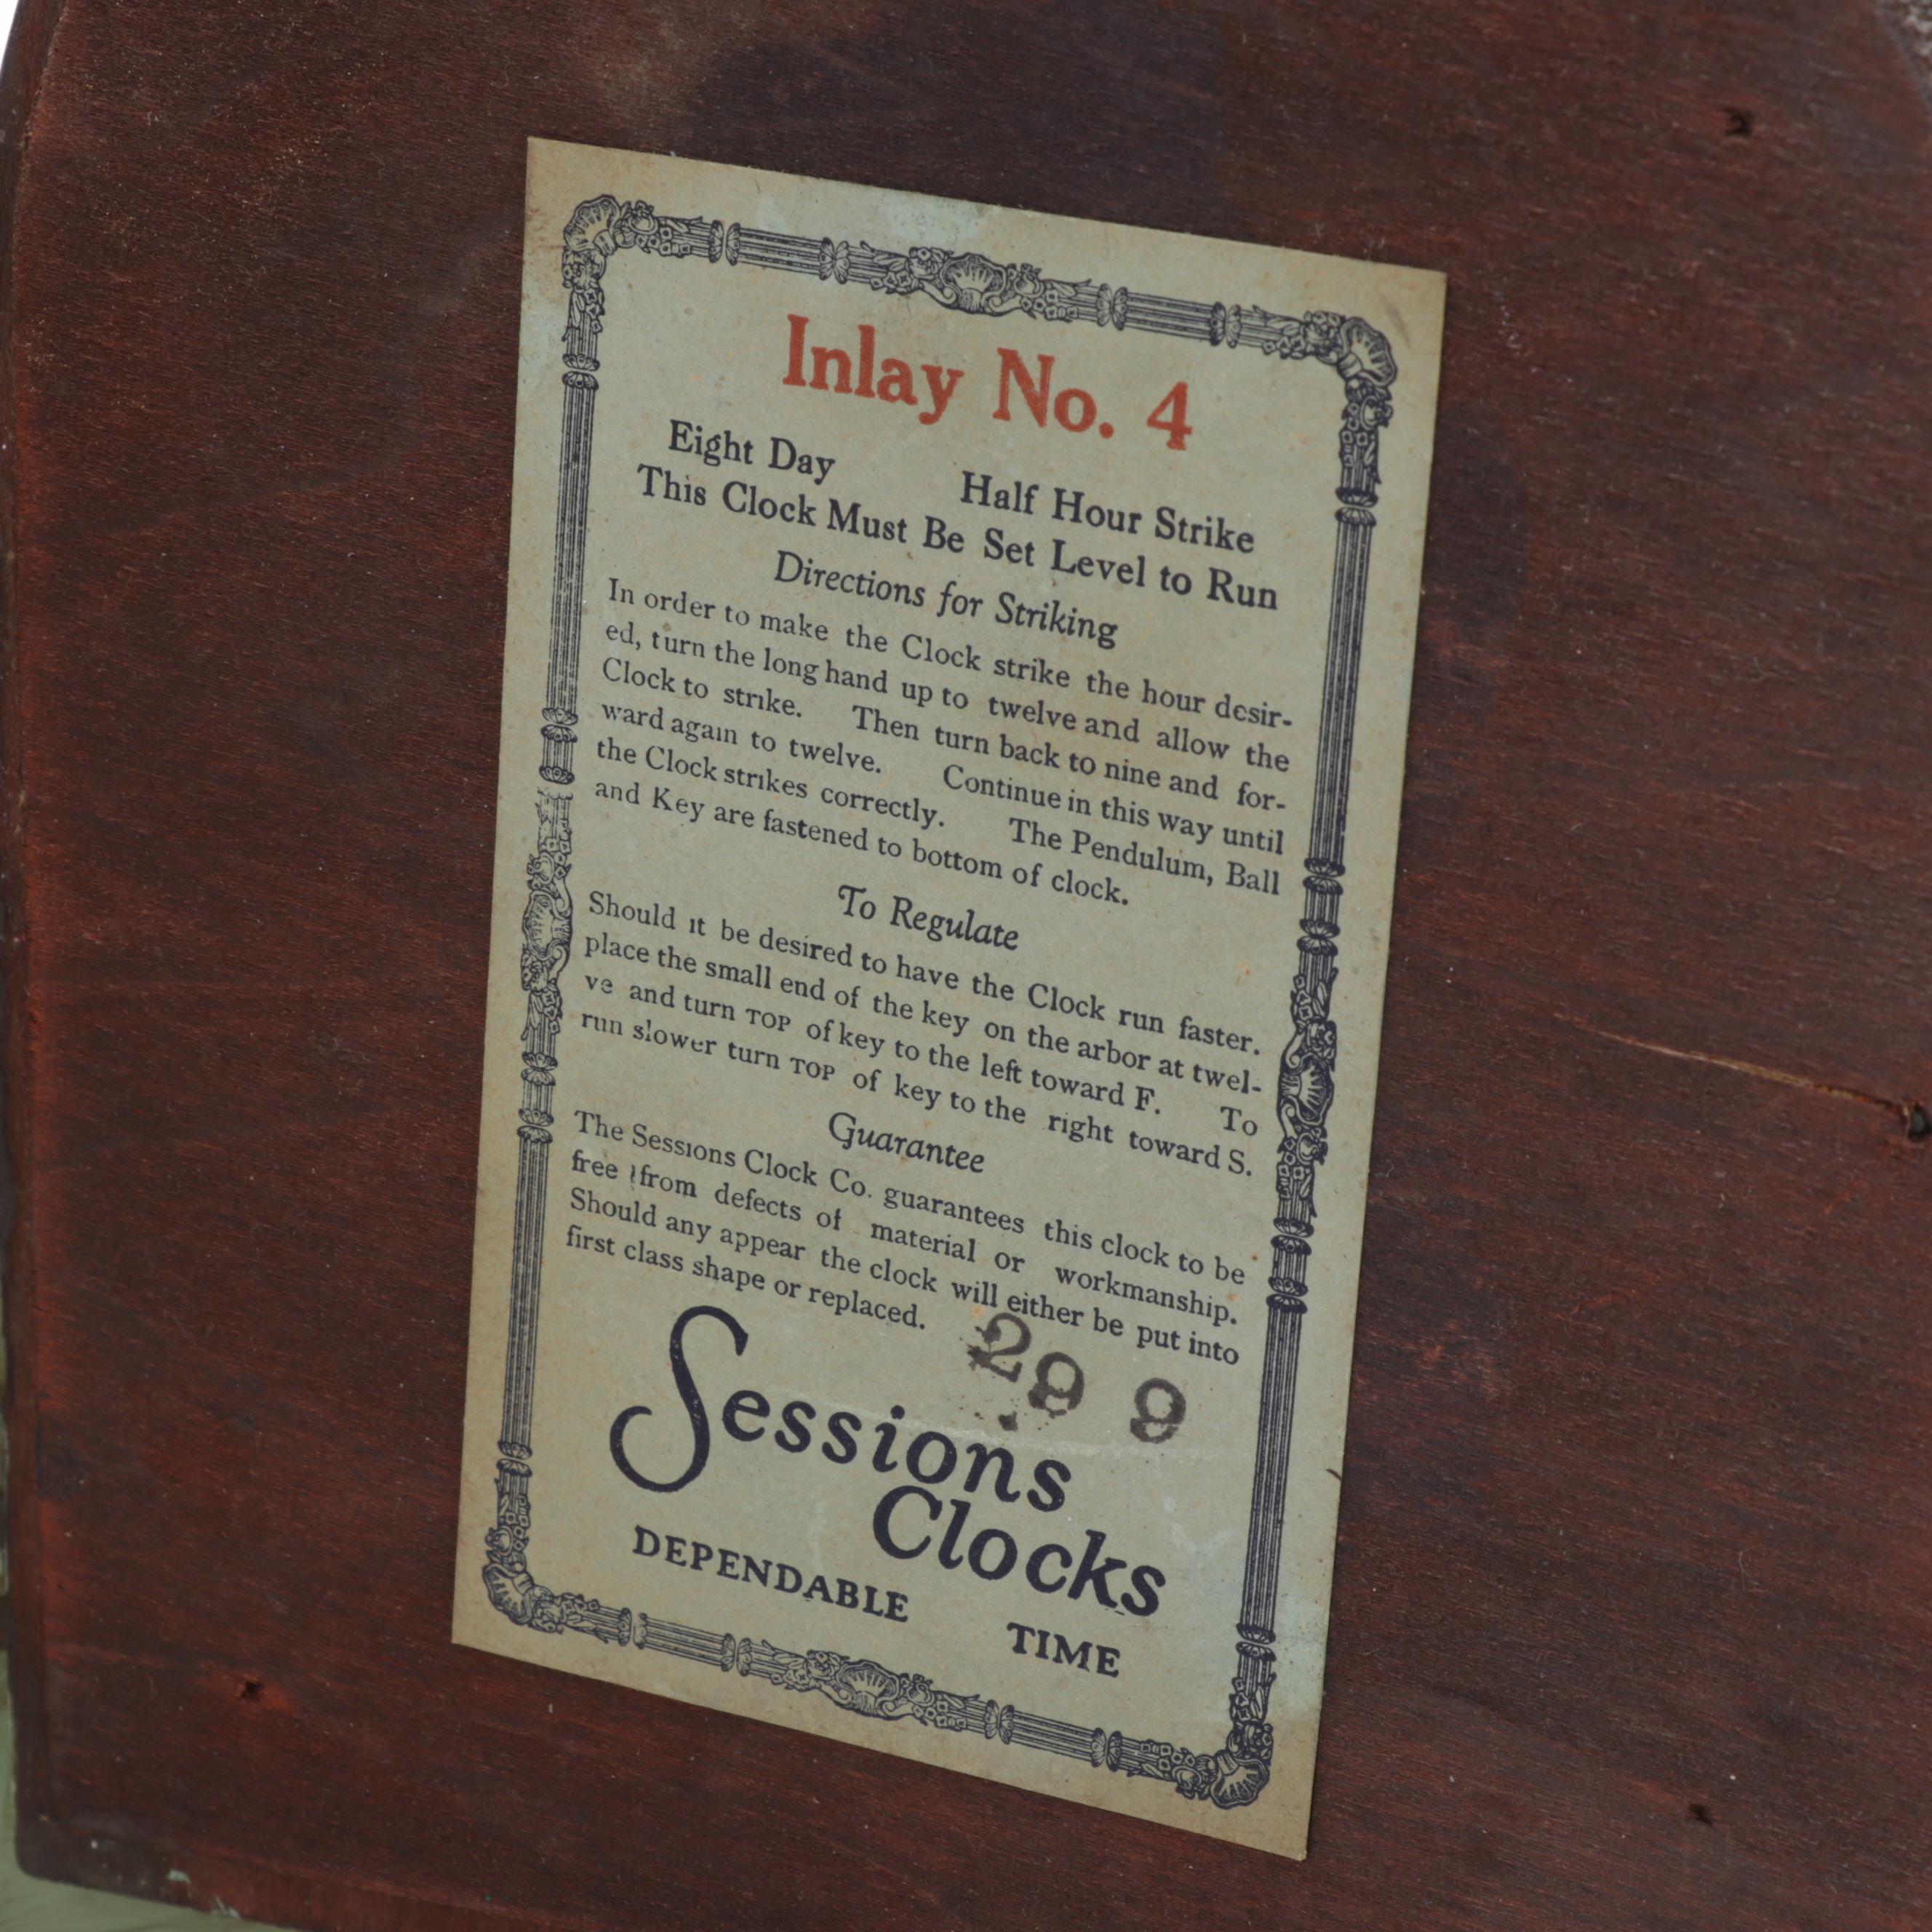 Inlay No. 4
Eight Day Half Hour Strike
This Clock Must Be Set Level to Run
Directions for Striking
In order to make the Clock strike the hour desir-
ed, turn the long hand up to twelve and allow the
Clock to strike. Then turn back to nine and for-
ward again to twelve. Continue in this way until
the Clock strikes correctly. The Pendulum, Ball
and Key are fastened to bottom of clock.
To Regulate
Should it be desired to have the Clock run faster.
place the small end of the key on the arbor at twel-
ve and turn TOP of key to the left toward F. To
run slower turn TOP of key to the right toward S.
Guarantee
The Sessions Clock Co. guarantees this clock to be
free from defects of material or workmanship.
Should any appear the clock will either be put into
first class shape or replaced.
29 9
Sessions
Clocks
DEPENDABLE TIME